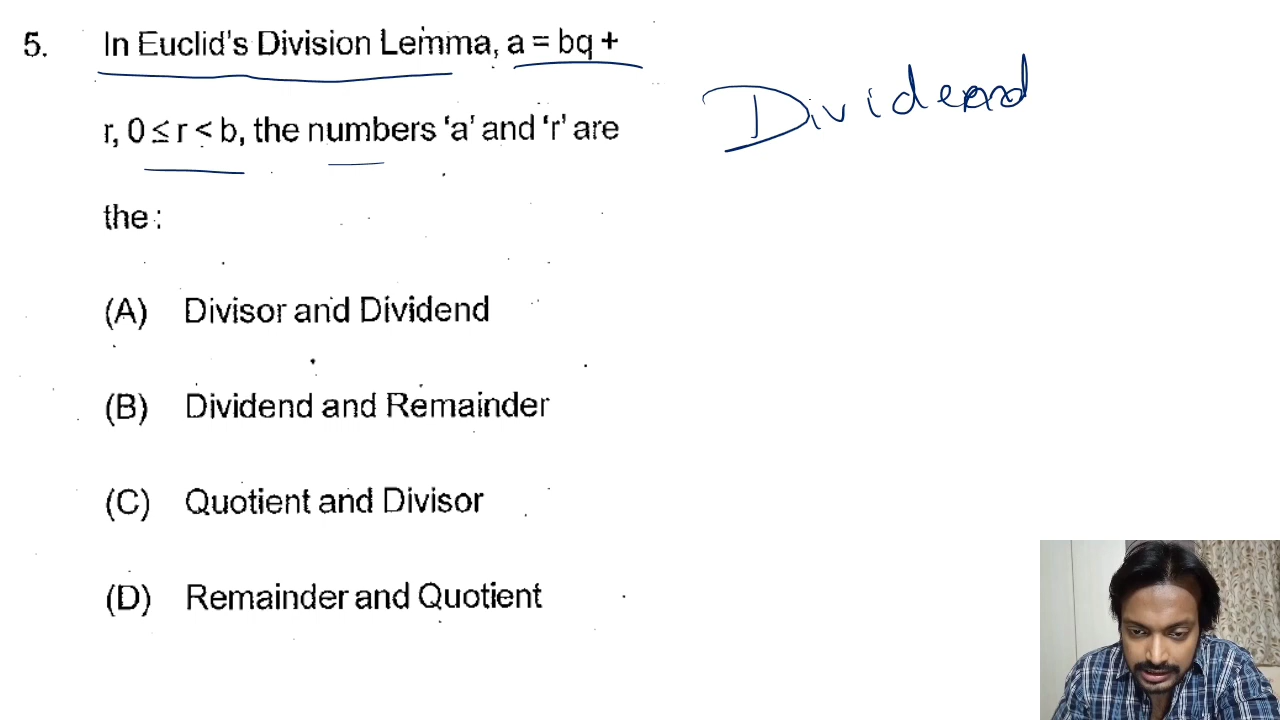 5. In Euclid's Division Lemma, a = bq +
r, 0 ≤ r < b, the numbers 'a' and 'r' are
the :
(A) Divisor and Dividend
(B) Dividend and Remainder
(C) Quotient and Divisor
(D) Remainder and Quotient
Dividend